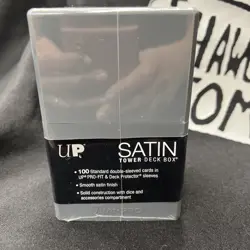 UP
SATIN
TOWER DECK BOX®
• 100 Standard double-sleeved cards in
UP® PRO-FIT & Deck Protector® sleeves
• Smooth satin finish
• Solid construction with dice and
accessories compartment